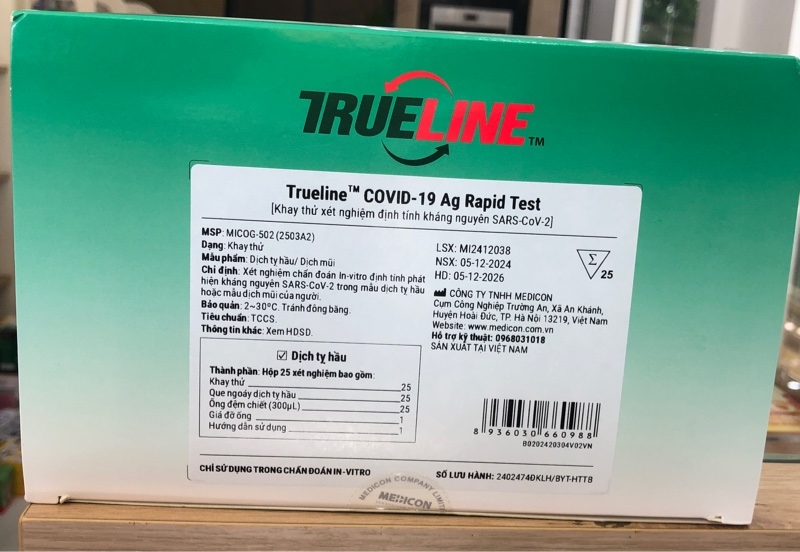 TRUELINE™
Trueline™ COVID-19 Ag Rapid Test
[Khay thử xét nghiệm định tính kháng nguyên SARS-CoV-2]
MSP: MICOG-502 (2503A2)
Dạng: Khay thử
Mẫu phẩm: Dịch tỵ hầu/ Dịch mũi
Chỉ định: Xét nghiệm chẩn đoán In-vitro định tính phát
hiện kháng nguyên SARS-CoV-2 trong mẫu dịch tỵ hầu
hoặc mẫu dịch mũi của người.
Bảo quản: 2~30°C. Tránh đông băng.
Tiêu chuẩn: TCCS.
Thông tin khác: Xem HDSD.
LSX: MI2412038
NSX: 05-12-2024
HD: 05-12-2026
Σ
25
CÔNG TY TNHH MEDICON
Cụm Công Nghiệp Trường An, Xã An Khánh,
Huyện Hoài Đức, TP. Hà Nội 13219, Việt Nam
Website: www.medicon.com.vn
Hỗ trợ kỹ thuật: 0968031018
SẢN XUẤT TẠI VIỆT NAM
☑ Dịch tỵ hầu
Thành phần: Hộp 25 xét nghiệm bao gồm:
Khay thử 25
Que ngoáy dịch tỵ hầu 25
Ống đệm chiết (300µL) 25
Giá đỡ ống 1
Hướng dẫn sử dụng 1
8 936030 660988
B0202420304V02VN
CHỈ SỬ DỤNG TRONG CHẨN ĐOÁN IN-VITRO
SỐ LƯU HÀNH: 2402474ĐKLH/BYT-HTTB
MEDICON COMPANY LIMITED
MEDICON